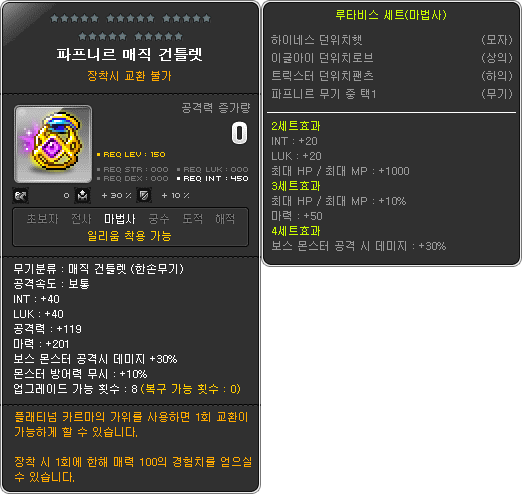 파프니르 매직 건틀렛
장착시 교환 불가
공격력 증가량
0
REQ LEV : 150
REQ STR : 000 REQ LUK : 000
REQ DEX : 000 REQ INT : 450
0 +30% +10%
초보자 전사 마법사 궁수 도적 해적
일리움 착용 가능
무기분류 : 매직 건틀렛 (한손무기)
공격속도 : 보통
INT : +40
LUK : +40
공격력 : +119
마력 : +201
보스 몬스터 공격시 데미지 +30%
몬스터 방어력 무시 : +10%
업그레이드 가능 횟수 : 8 (복구 가능 횟수 : 0)
플래티넘 카르마의 가위를 사용하면 1회 교환이
가능하게 할 수 있습니다.
장착 시 1회에 한해 매력 100의 경험치를 얻으실
수 있습니다.
루타비스 세트(마법사)
하이네스 던위치햇 (모자)
이글아이 던위치로브 (상의)
트릭스터 던위치팬츠 (하의)
파프니르 무기 중 택1 (무기)
2세트효과
INT : +20
LUK : +20
최대 HP / 최대 MP : +1000
3세트효과
최대 HP / 최대 MP : +10%
마력 : +50
4세트효과
보스 몬스터 공격 시 데미지 : +30%